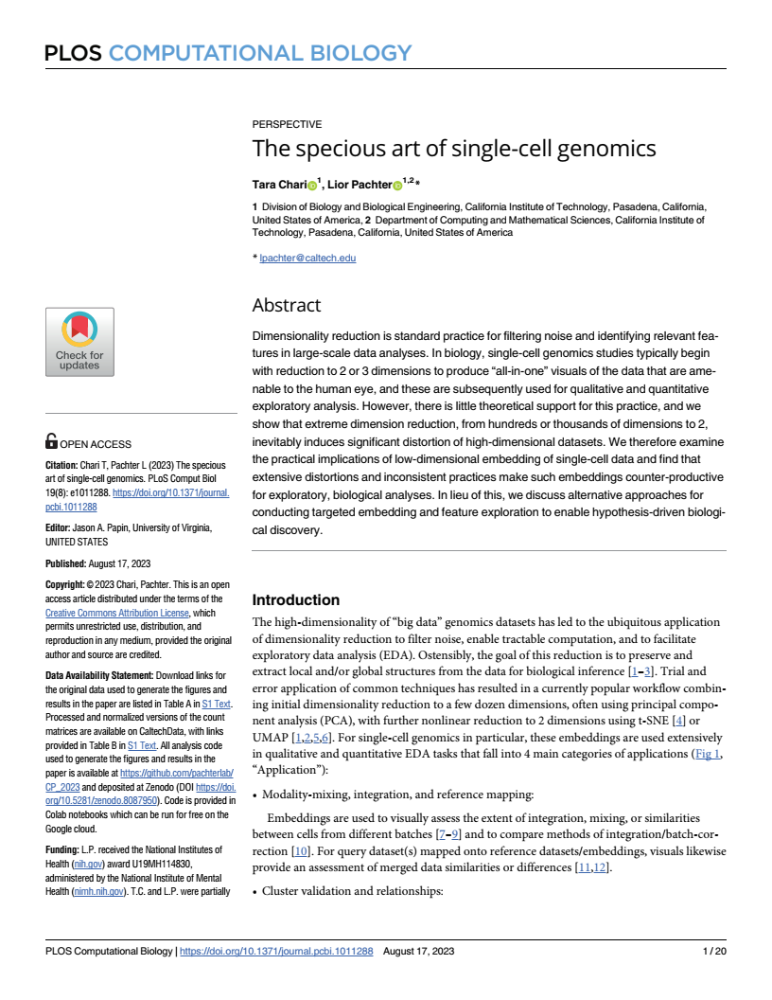 PLOS COMPUTATIONAL BIOLOGY
PERSPECTIVE
The specious art of single-cell genomics
Tara Chari iD 1, Lior Pachter iD 1,2*
1 Division of Biology and Biological Engineering, California Institute of Technology, Pasadena, California,
United States of America, 2 Department of Computing and Mathematical Sciences, California Institute of
Technology, Pasadena, California, United States of America
* lpachter@caltech.edu
Abstract
Dimensionality reduction is standard practice for filtering noise and identifying relevant fea-
tures in large-scale data analyses. In biology, single-cell genomics studies typically begin
with reduction to 2 or 3 dimensions to produce “all-in-one” visuals of the data that are ame-
nable to the human eye, and these are subsequently used for qualitative and quantitative
exploratory analysis. However, there is little theoretical support for this practice, and we
show that extreme dimension reduction, from hundreds or thousands of dimensions to 2,
inevitably induces significant distortion of high-dimensional datasets. We therefore examine
the practical implications of low-dimensional embedding of single-cell data and find that
extensive distortions and inconsistent practices make such embeddings counter-productive
for exploratory, biological analyses. In lieu of this, we discuss alternative approaches for
conducting targeted embedding and feature exploration to enable hypothesis-driven biologi-
cal discovery.
Check for
updates
OPEN ACCESS
Citation: Chari T, Pachter L (2023) The specious
art of single-cell genomics. PLoS Comput Biol
19(8): e1011288. https://doi.org/10.1371/journal.
pcbi.1011288
Editor: Jason A. Papin, University of Virginia,
UNITED STATES
Published: August 17, 2023
Copyright: © 2023 Chari, Pachter. This is an open
access article distributed under the terms of the
Creative Commons Attribution License, which
permits unrestricted use, distribution, and
reproduction in any medium, provided the original
author and source are credited.
Data Availability Statement: Download links for
the original data used to generate the figures and
results in the paper are listed in Table A in S1 Text.
Processed and normalized versions of the count
matrices are available on CaltechData, with links
provided in Table B in S1 Text. All analysis code
used to generate the figures and results in the
paper is available at https://github.com/pachterlab/
CP_2023 and deposited at Zenodo (DOI https://doi.
org/10.5281/zenodo.8087950). Code is provided in
Colab notebooks which can be run for free on the
Google cloud.
Funding: L.P. received the National Institutes of
Health (nih.gov) award U19MH114830,
administered by the National Institute of Mental
Health (nimh.nih.gov). T.C. and L.P. were partially
Introduction
The high-dimensionality of “big data” genomics datasets has led to the ubiquitous application
of dimensionality reduction to filter noise, enable tractable computation, and to facilitate
exploratory data analysis (EDA). Ostensibly, the goal of this reduction is to preserve and
extract local and/or global structures from the data for biological inference [1–3]. Trial and
error application of common techniques has resulted in a currently popular workflow combin-
ing initial dimensionality reduction to a few dozen dimensions, often using principal compo-
nent analysis (PCA), with further nonlinear reduction to 2 dimensions using t-SNE [4] or
UMAP [1,2,5,6]. For single-cell genomics in particular, these embeddings are used extensively
in qualitative and quantitative EDA tasks that fall into 4 main categories of applications (Fig 1,
“Application”):
• Modality-mixing, integration, and reference mapping:
Embeddings are used to visually assess the extent of integration, mixing, or similarities
between cells from different batches [7–9] and to compare methods of integration/batch-cor-
rection [10]. For query dataset(s) mapped onto reference datasets/embeddings, visuals likewise
provide an assessment of merged data similarities or differences [11,12].
• Cluster validation and relationships:
PLOS Computational Biology | https://doi.org/10.1371/journal.pcbi.1011288 August 17, 2023 1 / 20